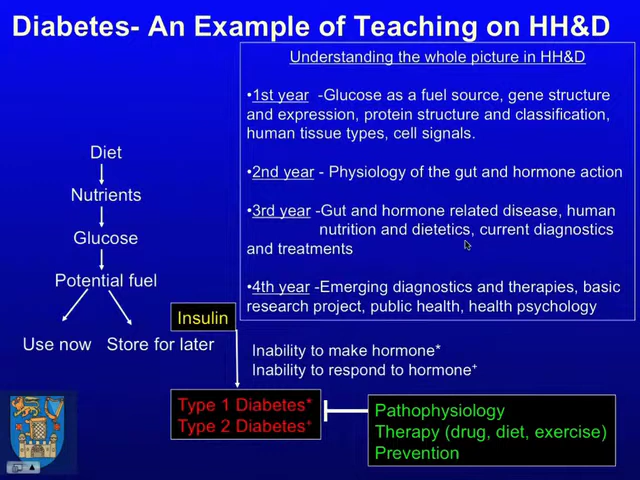 Diabetes- An Example of Teaching on HH&D
Understanding the whole picture in HH&D
•1st year -Glucose as a fuel source, gene structure
and expression, protein structure and classification,
human tissue types, cell signals.
•2nd year - Physiology of the gut and hormone action
•3rd year -Gut and hormone related disease, human
nutrition and dietetics, current diagnostics
and treatments
•4th year -Emerging diagnostics and therapies, basic
research project, public health, health psychology
Diet
Nutrients
Glucose
Potential fuel
Use now
Store for later
Insulin
Inability to make hormone*
Inability to respond to hormone+
Type 1 Diabetes*
Type 2 Diabetes+
Pathophysiology
Therapy (drug, diet, exercise)
Prevention